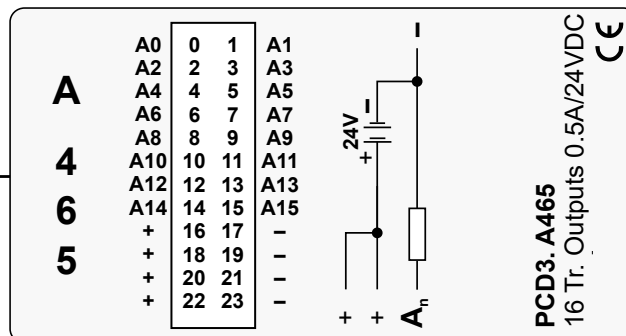 A
4
6
5
A0 0 1 A1
A2 2 3 A3
A4 4 5 A5
A6 6 7 A7
A8 8 9 A9
A10 10 11 A11
A12 12 13 A13
A14 14 15 A15
+ 16 17 –
+ 18 19 –
+ 20 21 –
+ 22 23 –
–
–
24V
+
+ + An
PCD3. A465
16 Tr. Outputs 0.5A/24VDC
CE